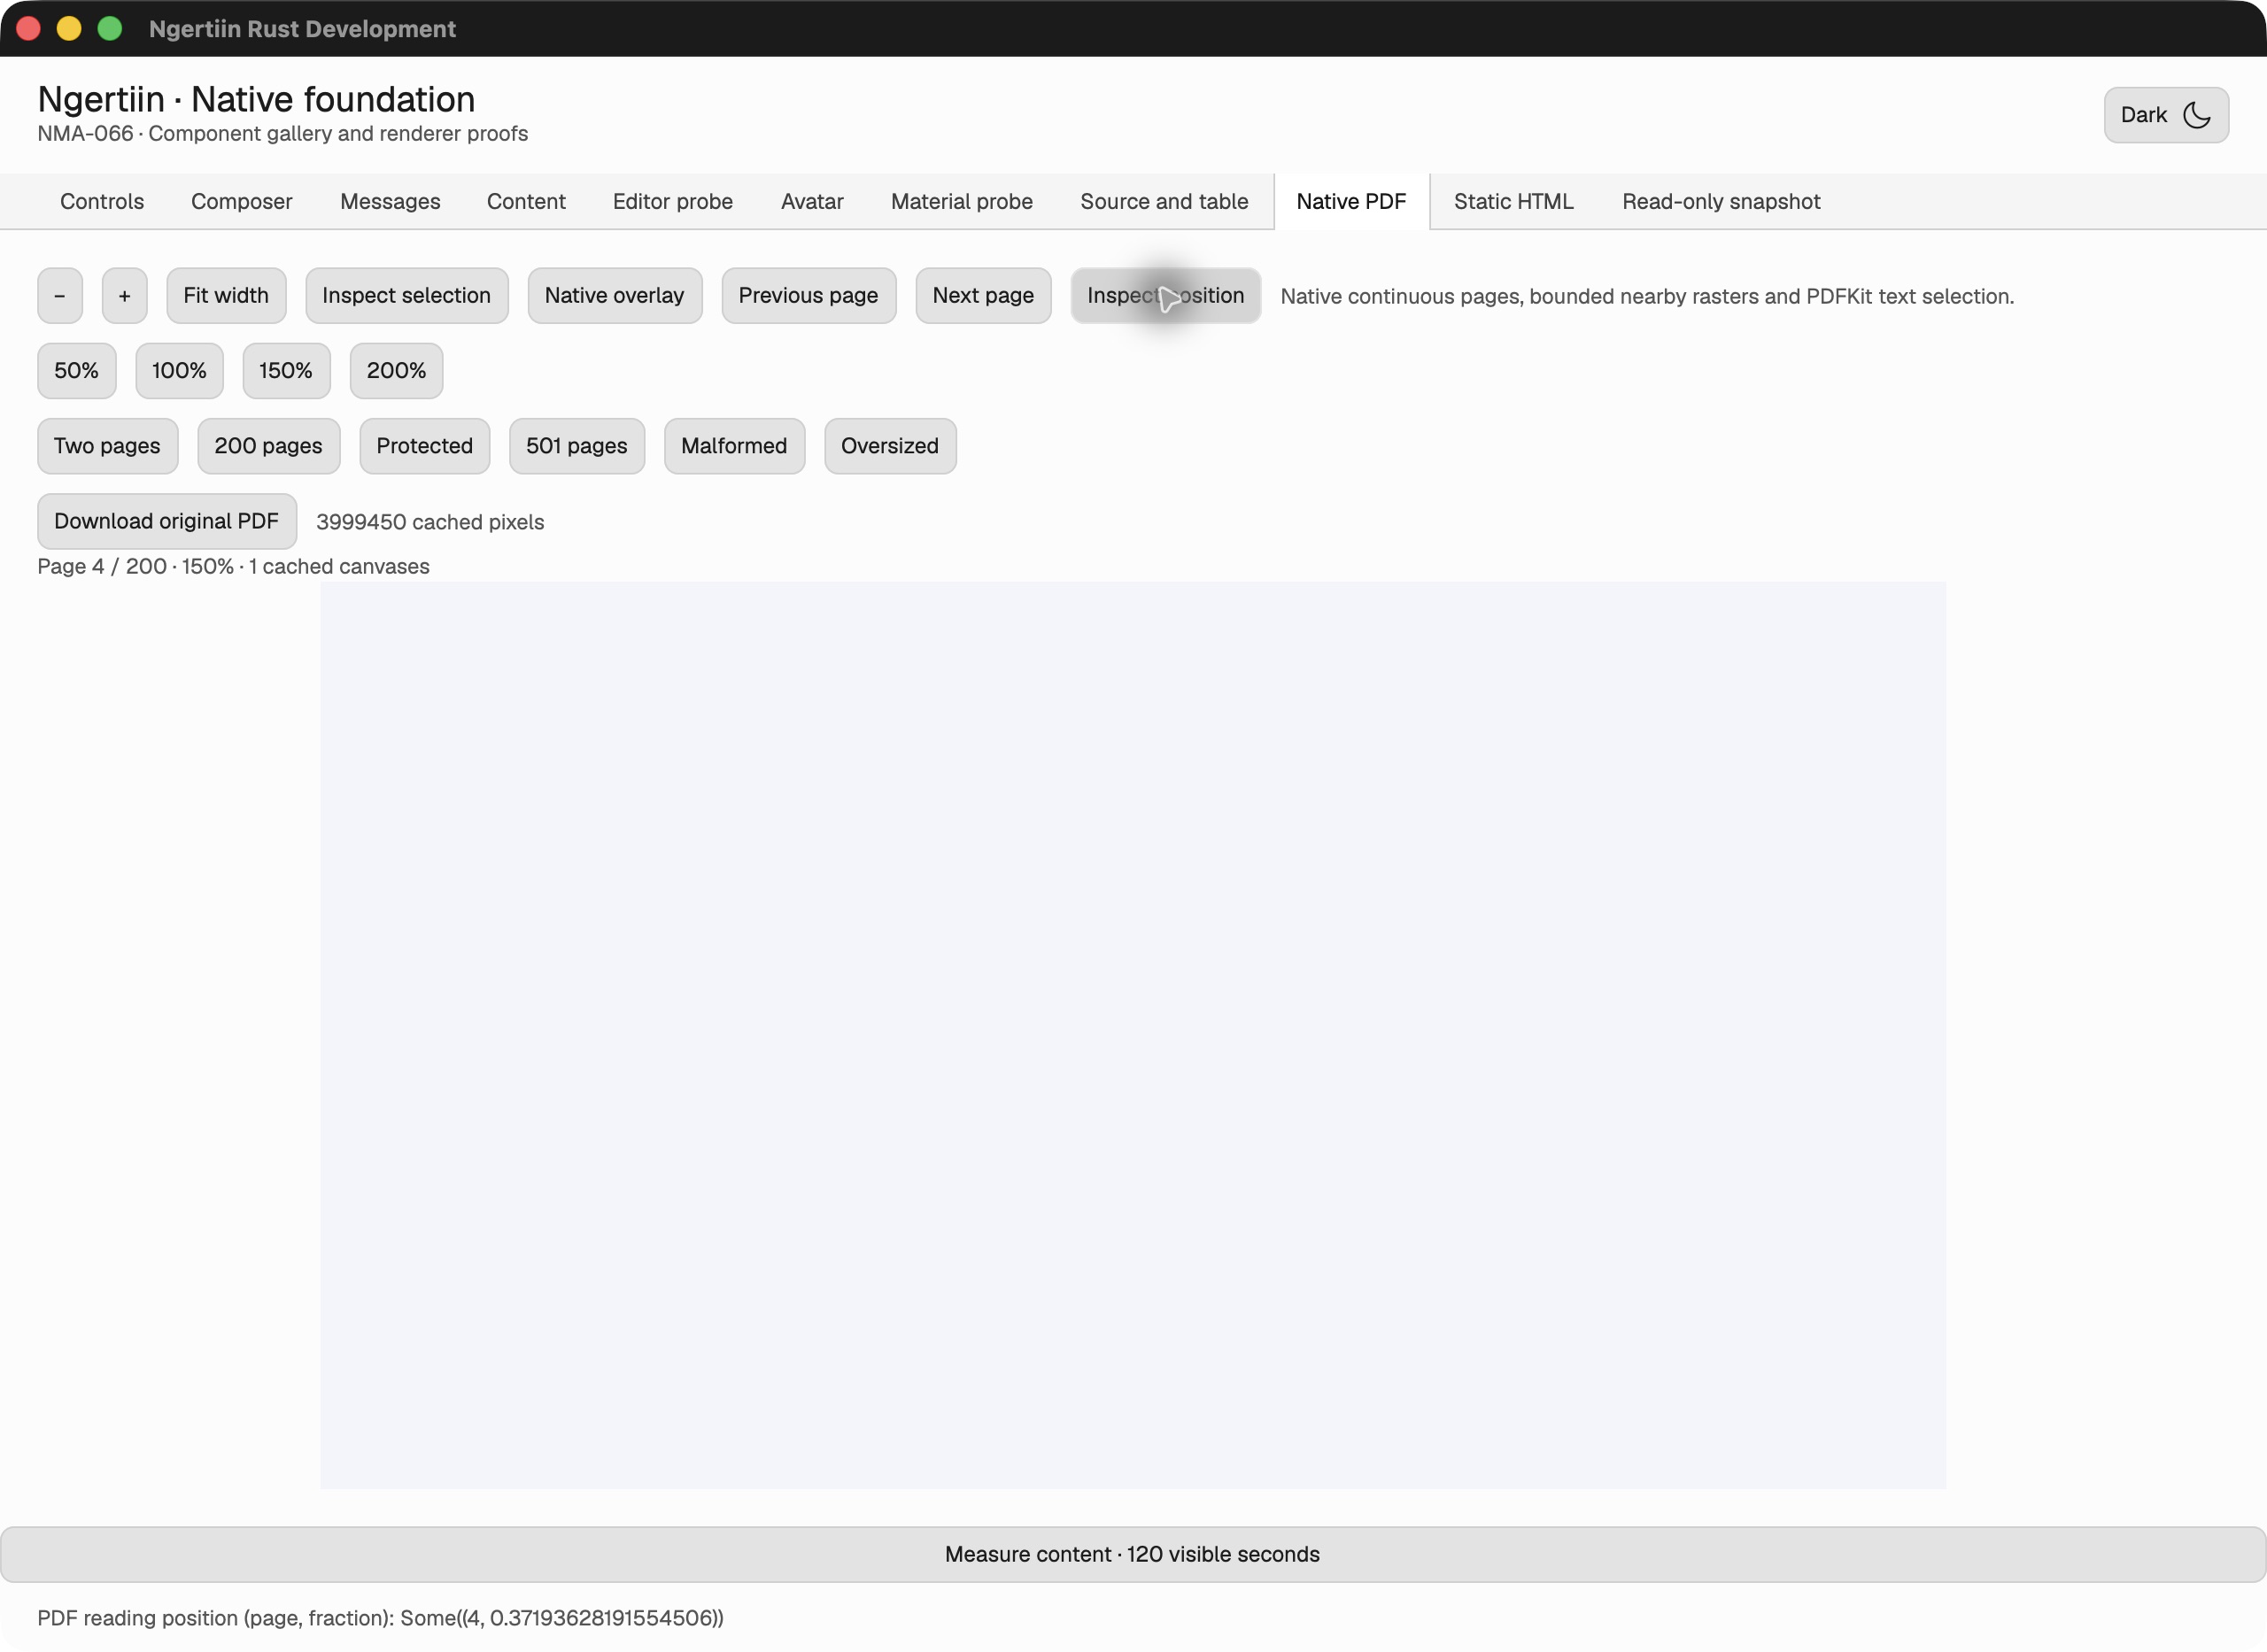 Ngertiin Rust Development
Ngertiin · Native foundation
NMA-066 · Component gallery and renderer proofs
Dark
Controls Composer Messages Content Editor probe Avatar Material probe Source and table Native PDF Static HTML Read-only snapshot
− + Fit width Inspect selection Native overlay Previous page Next page Inspect position Native continuous pages, bounded nearby rasters and PDFKit text selection.
50% 100% 150% 200%
Two pages 200 pages Protected 501 pages Malformed Oversized
Download original PDF 3999450 cached pixels
Page 4 / 200 · 150% · 1 cached canvases
Measure content · 120 visible seconds
PDF reading position (page, fraction): Some((4, 0.37193628191554506))